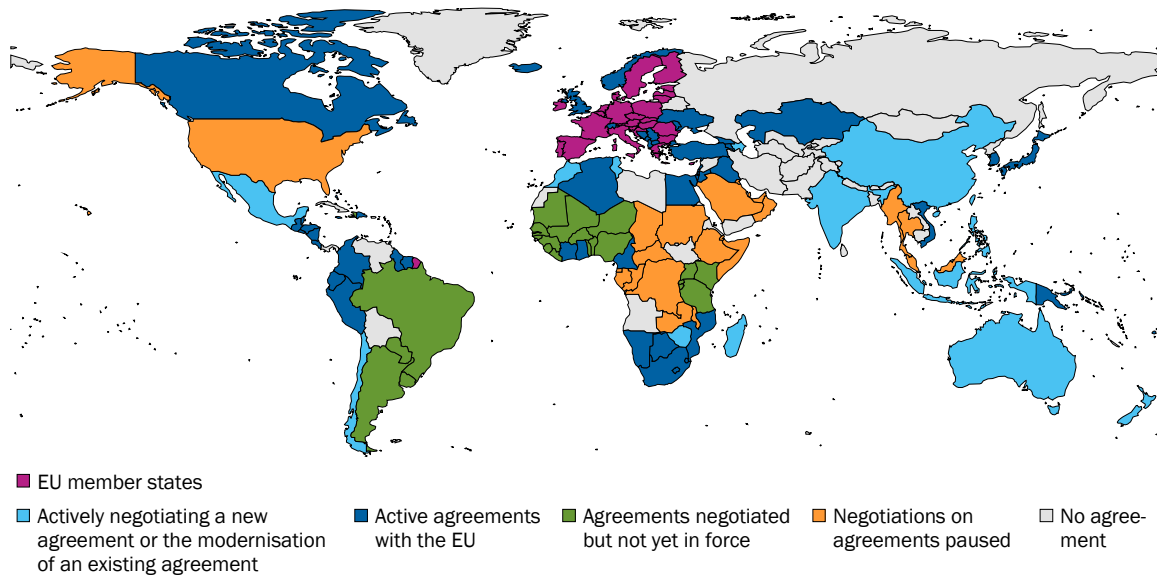 EU member states
Actively negotiating a new
agreement or the modernisation
of an existing agreement
Active agreements
with the EU
Agreements negotiated
but not yet in force
Negotiations on
agreements paused
No agree-
ment